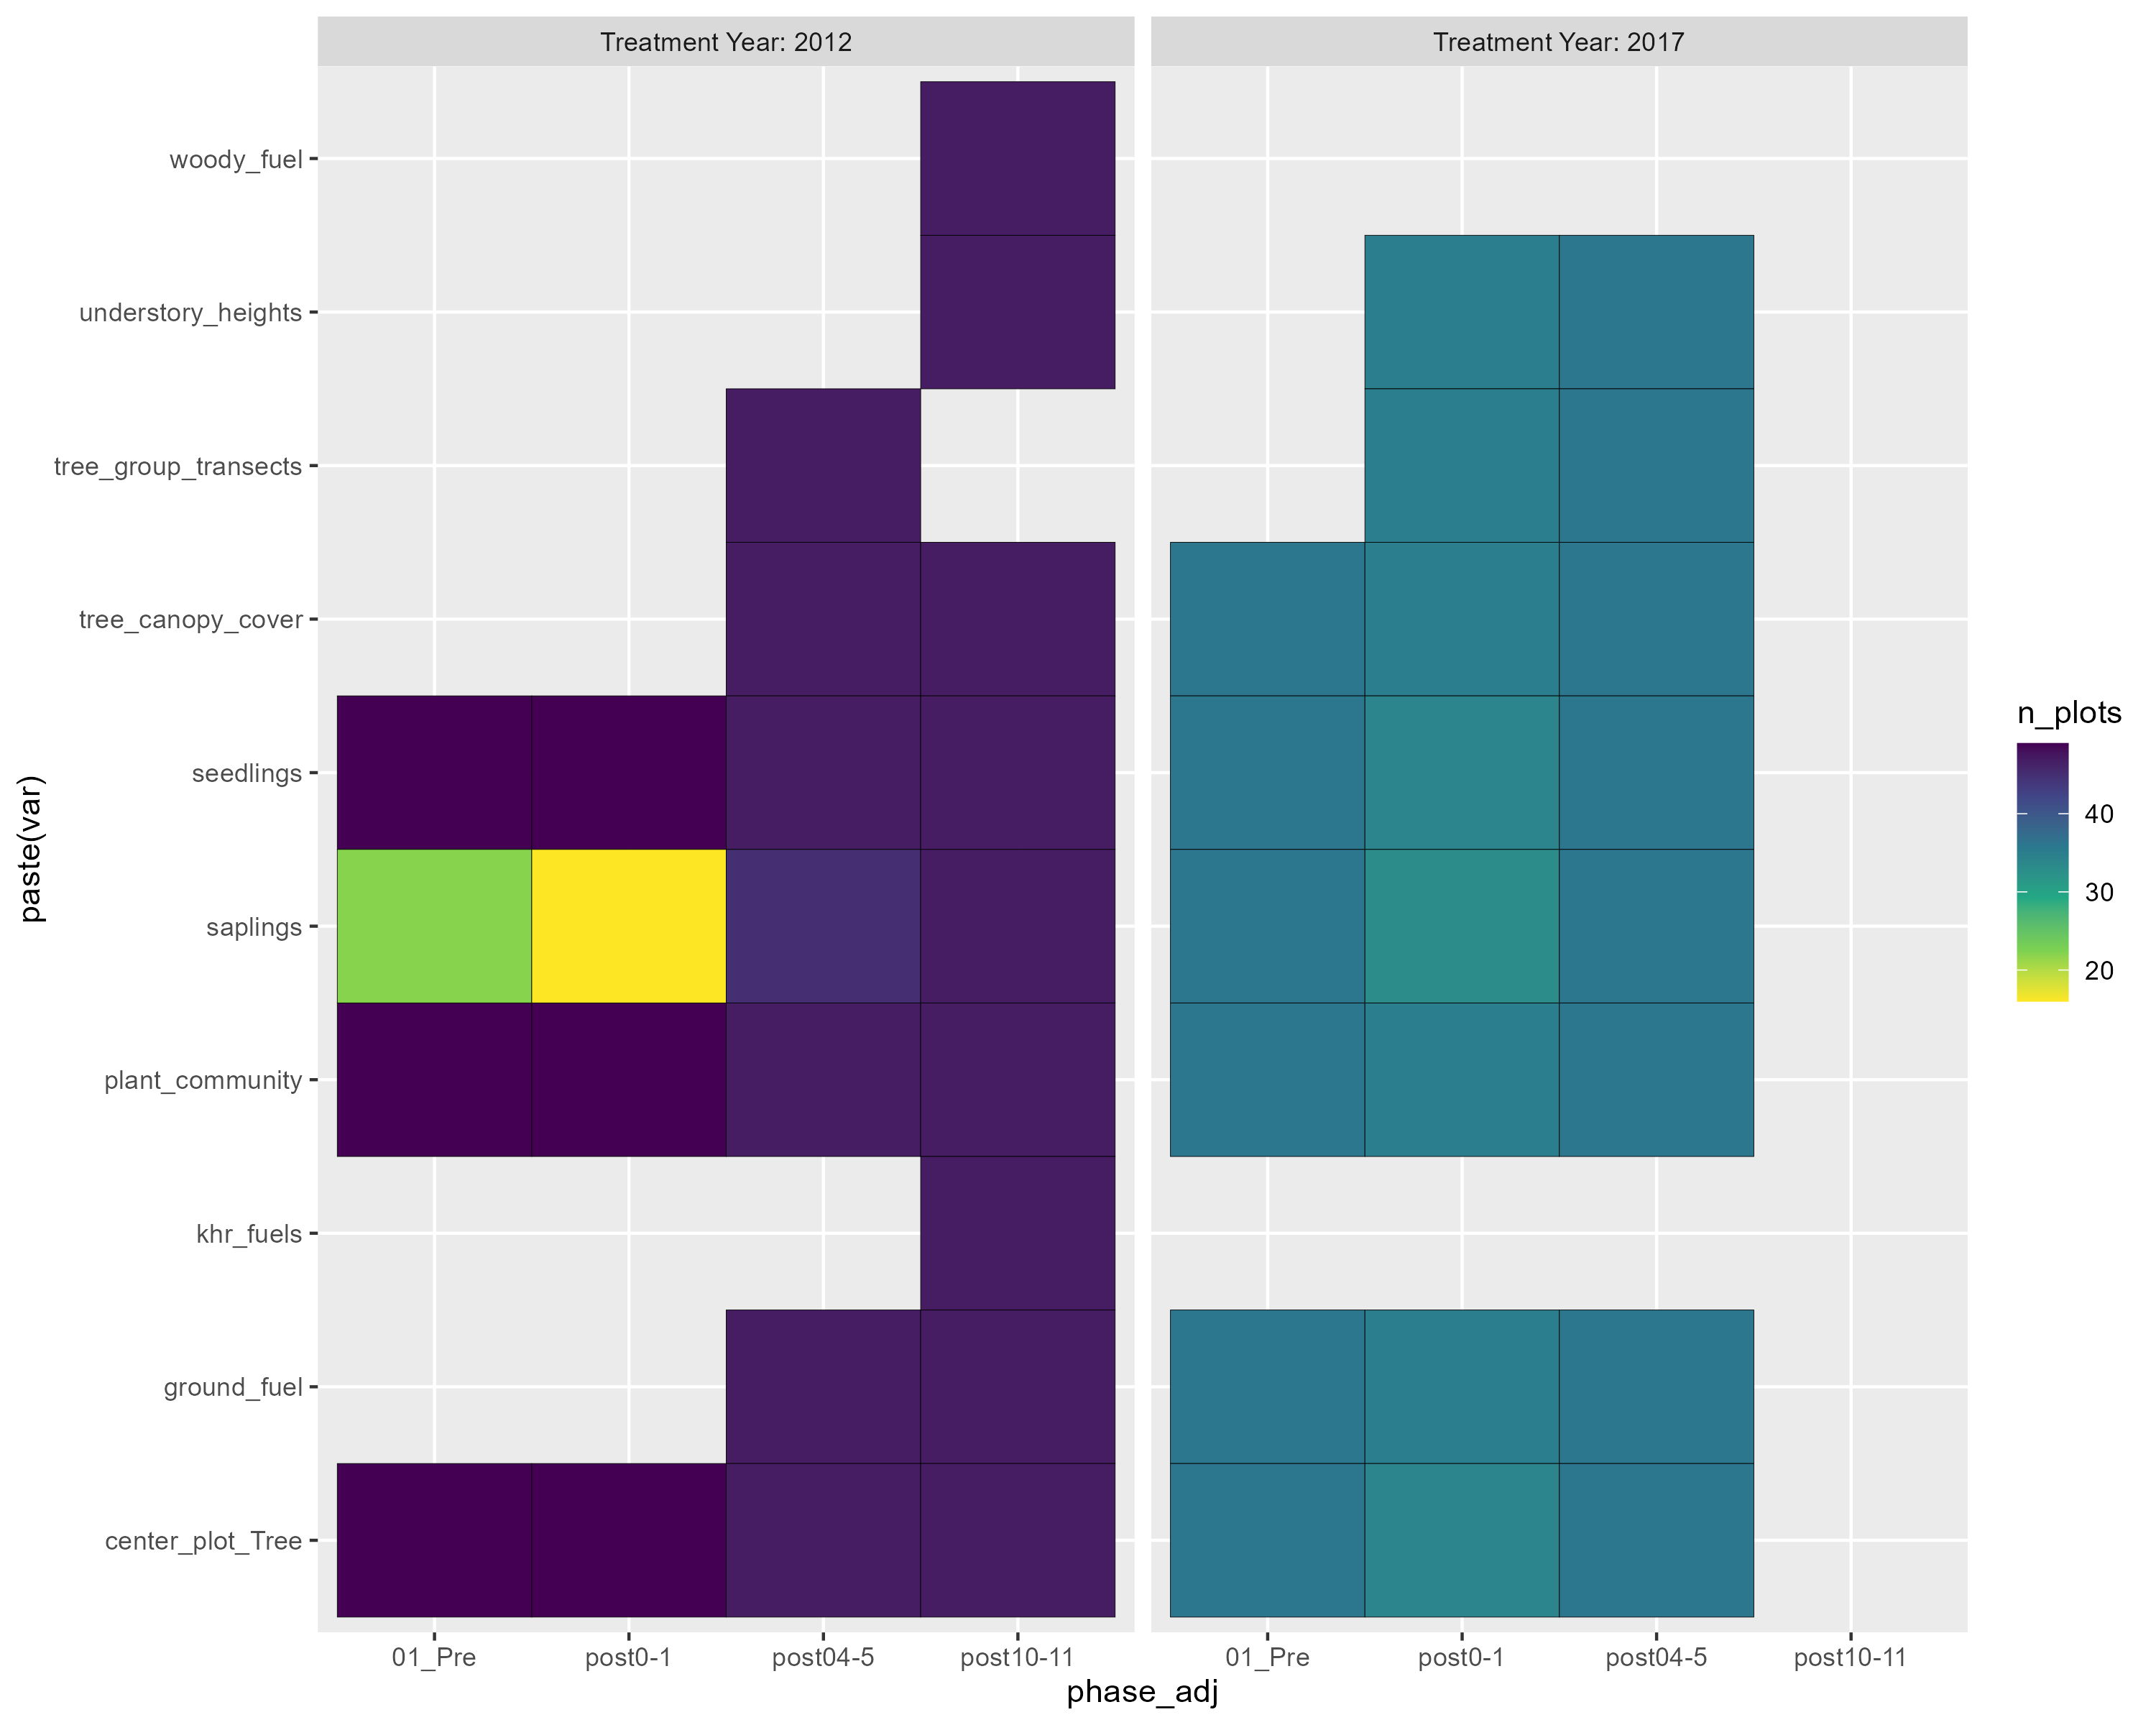 Treatment Year: 2012
Treatment Year: 2017
woody_fuel
understory_heights
tree_group_transects
tree_canopy_cover
seedlings
saplings
plant_community
khr_fuels
ground_fuel
center_plot_Tree
paste(var)
01_Pre
post0-1
post04-5
post10-11
01_Pre
post0-1
post04-5
post10-11
phase_adj
n_plots
40
30
20